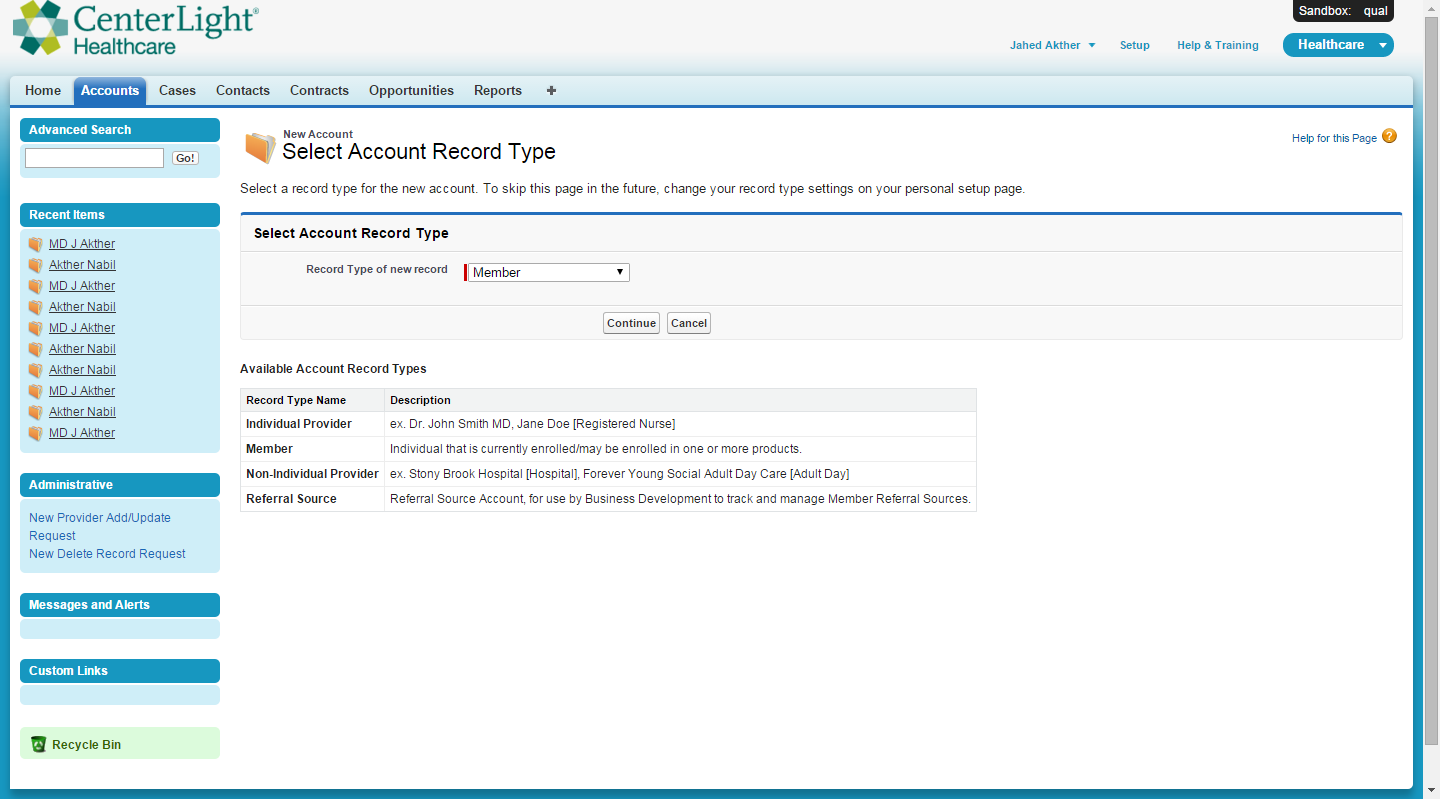 CenterLight®
Healthcare
Sandbox: qual
Jahed Akther Setup Help & Training Healthcare
Home Accounts Cases Contacts Contracts Opportunities Reports +
Advanced Search
Go!
Recent Items
MD J Akther
Akther Nabil
MD J Akther
Akther Nabil
MD J Akther
Akther Nabil
Akther Nabil
MD J Akther
Akther Nabil
MD J Akther
Administrative
New Provider Add/Update
Request
New Delete Record Request
Messages and Alerts
Custom Links
Recycle Bin
New Account
Select Account Record Type
Help for this Page ?
Select a record type for the new account. To skip this page in the future, change your record type settings on your personal setup page.
Select Account Record Type
Record Type of new record Member
Continue Cancel
Available Account Record Types
Record Type Name Description
Individual Provider ex. Dr. John Smith MD, Jane Doe [Registered Nurse]
Member Individual that is currently enrolled/may be enrolled in one or more products.
Non-Individual Provider ex. Stony Brook Hospital [Hospital], Forever Young Social Adult Day Care [Adult Day]
Referral Source Referral Source Account, for use by Business Development to track and manage Member Referral Sources.